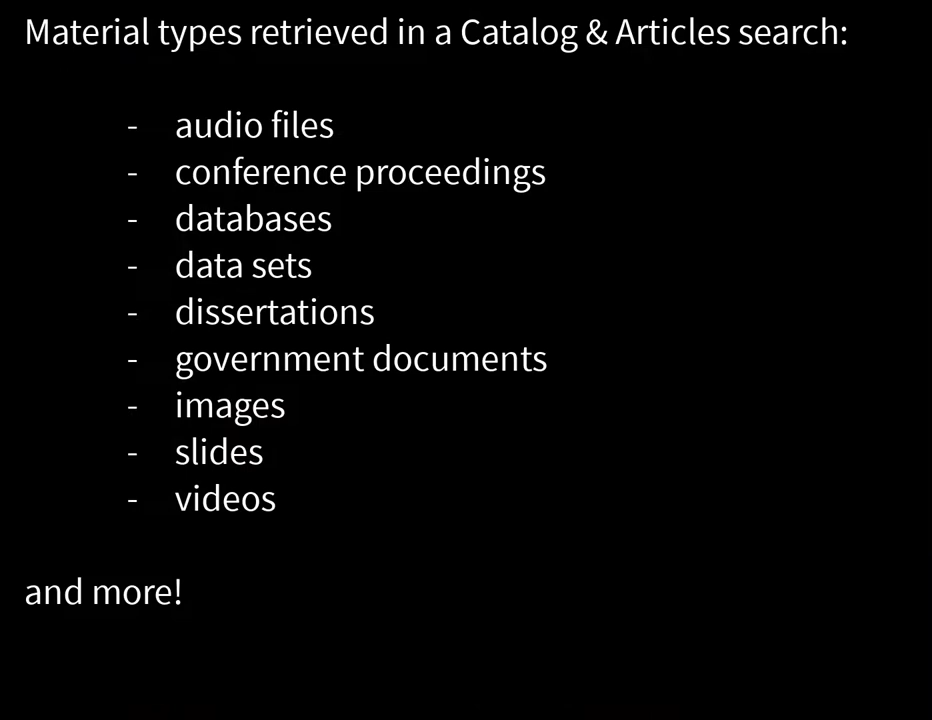 Material types retrieved in a Catalog & Articles search:
- audio files
- conference proceedings
- databases
- data sets
- dissertations
- government documents
- images
- slides
- videos
and more!